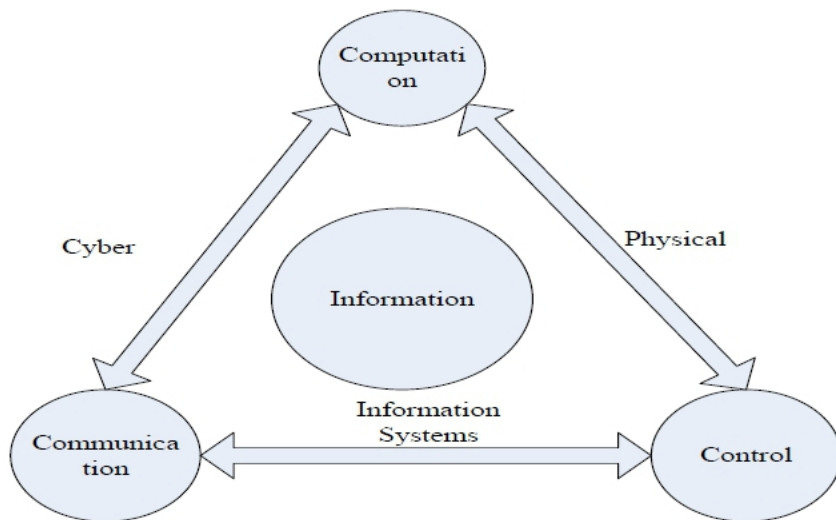 Computati
on
Cyber
Physical
Information
Information
Systems
Communica
tion
Control